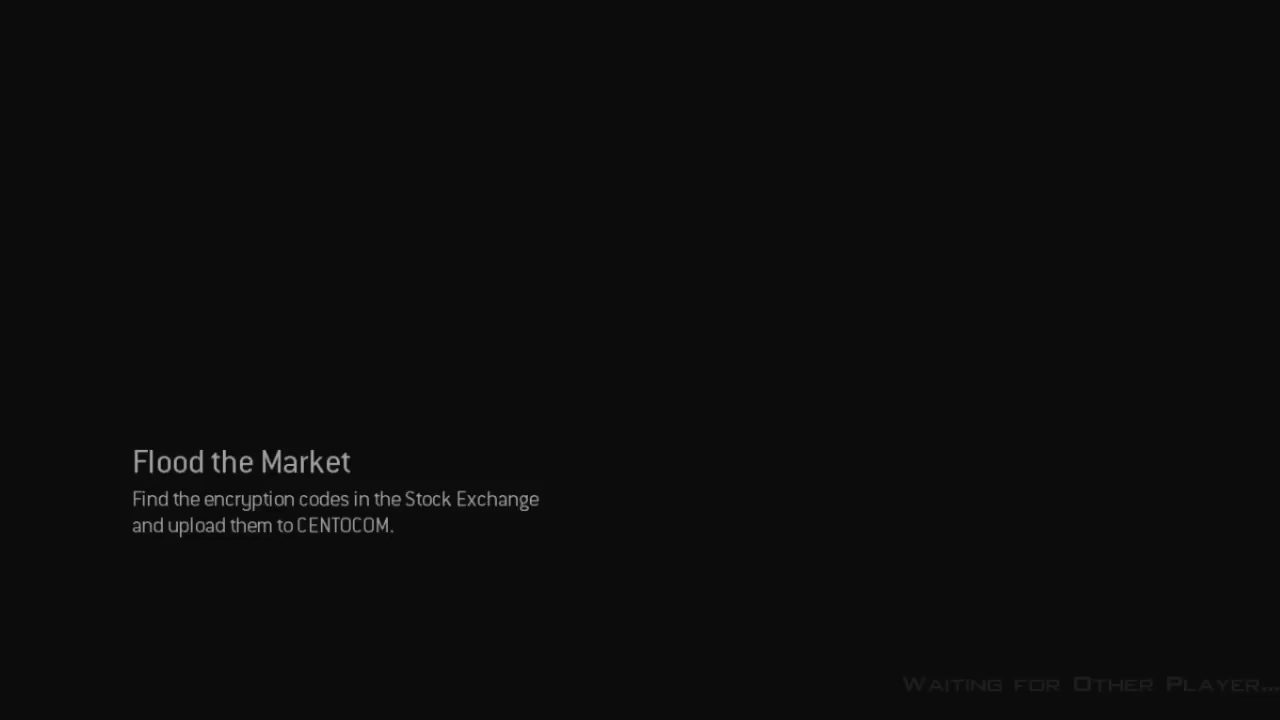 Flood the Market
Find the encryption codes in the Stock Exchange
and upload them to CENTOCOM.
Waiting for Other Player...